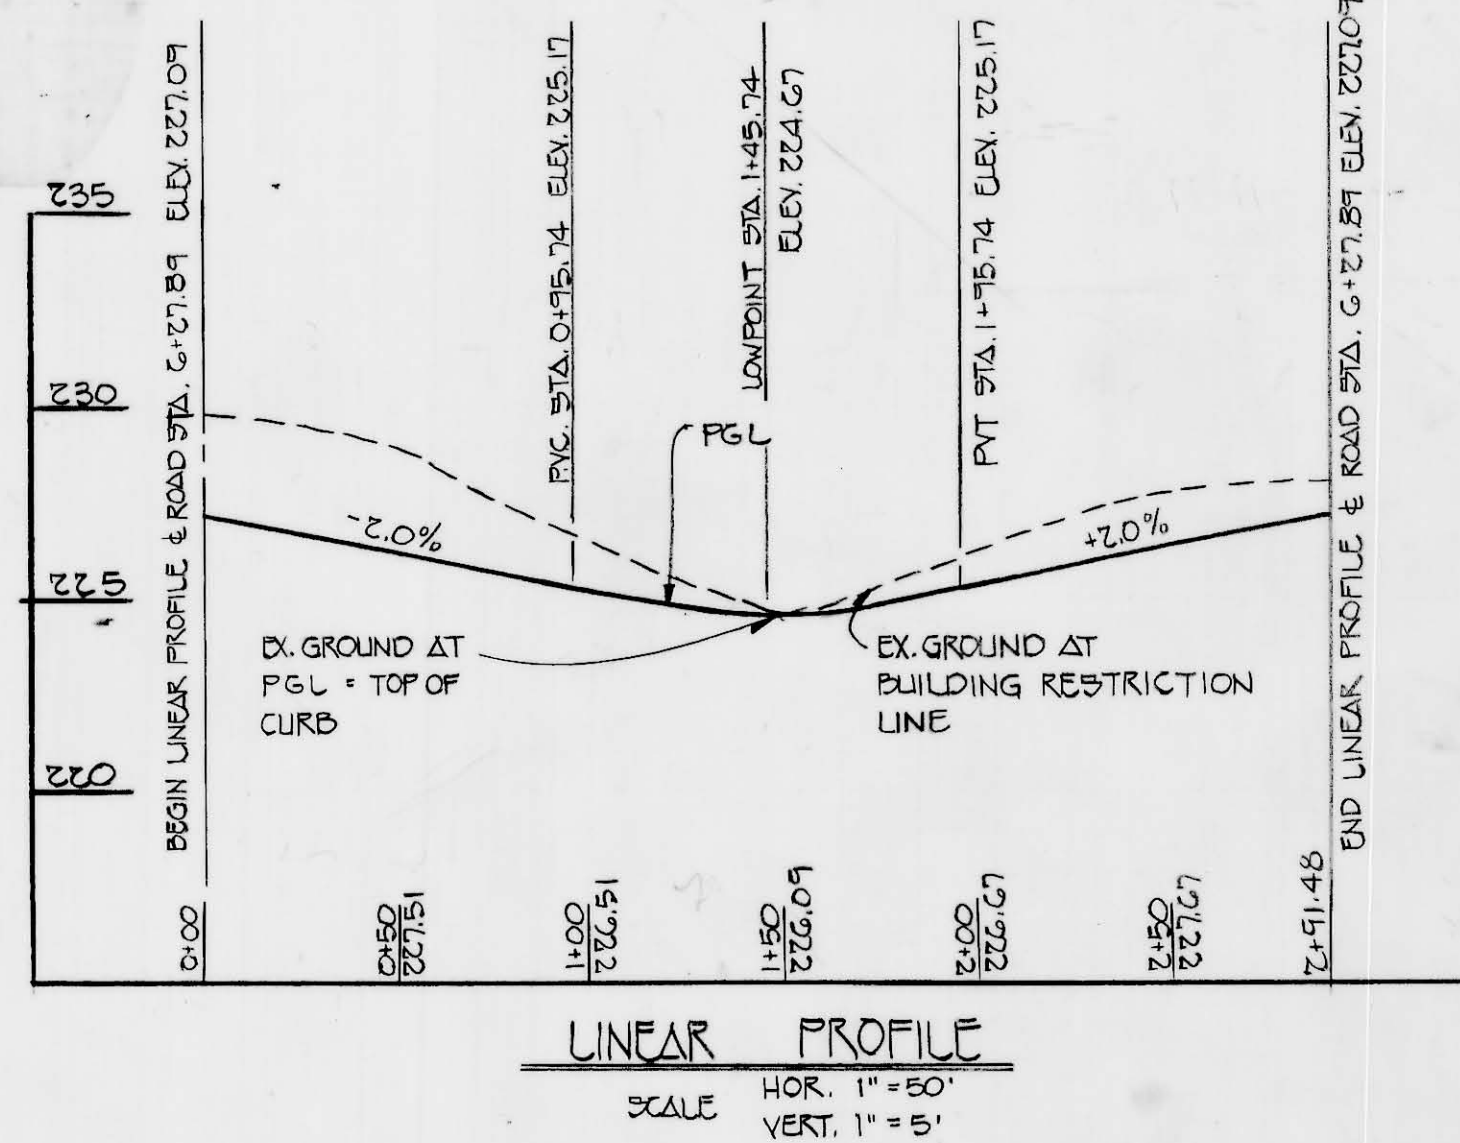 BEGIN LINEAR PROFILE & ROAD STA. 6+27.89 ELEV. 227.09
PVC. STA. 0+95.74 ELEV. 225.17
LOWPOINT STA. 1+45.74
ELEV. 224.67
PVT STA. 1+95.74 ELEV. 225.17
END LINEAR PROFILE & ROAD STA. 6+27.89 ELEV. 227.09
235
230
225
220
PGL
-2.0%
+2.0%
EX. GROUND AT
PGL = TOP OF
CURB
EX. GROUND AT
BUILDING RESTRICTION
LINE
0+00
0+50
227.51
1+00
226.51
1+50
226.09
2+00
226.67
2+50
227.67
2+91.48
LINEAR PROFILE
SCALE HOR. 1" = 50'
VERT. 1" = 5'